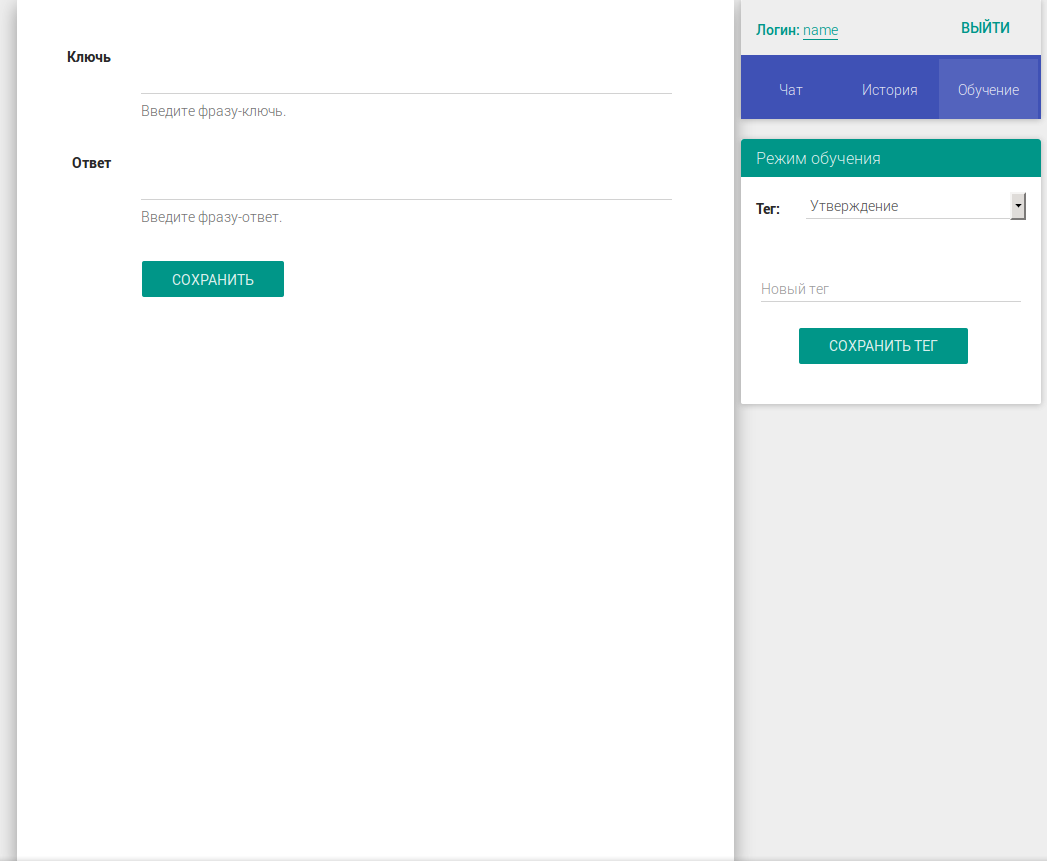 Ключь
Введите фразу-ключь.
Ответ
Введите фразу-ответ.
СОХРАНИТЬ
Логин: name
ВЫЙТИ
Чат
История
Обучение
Режим обучения
Тег:
Утверждение
Новый тег
СОХРАНИТЬ ТЕГ